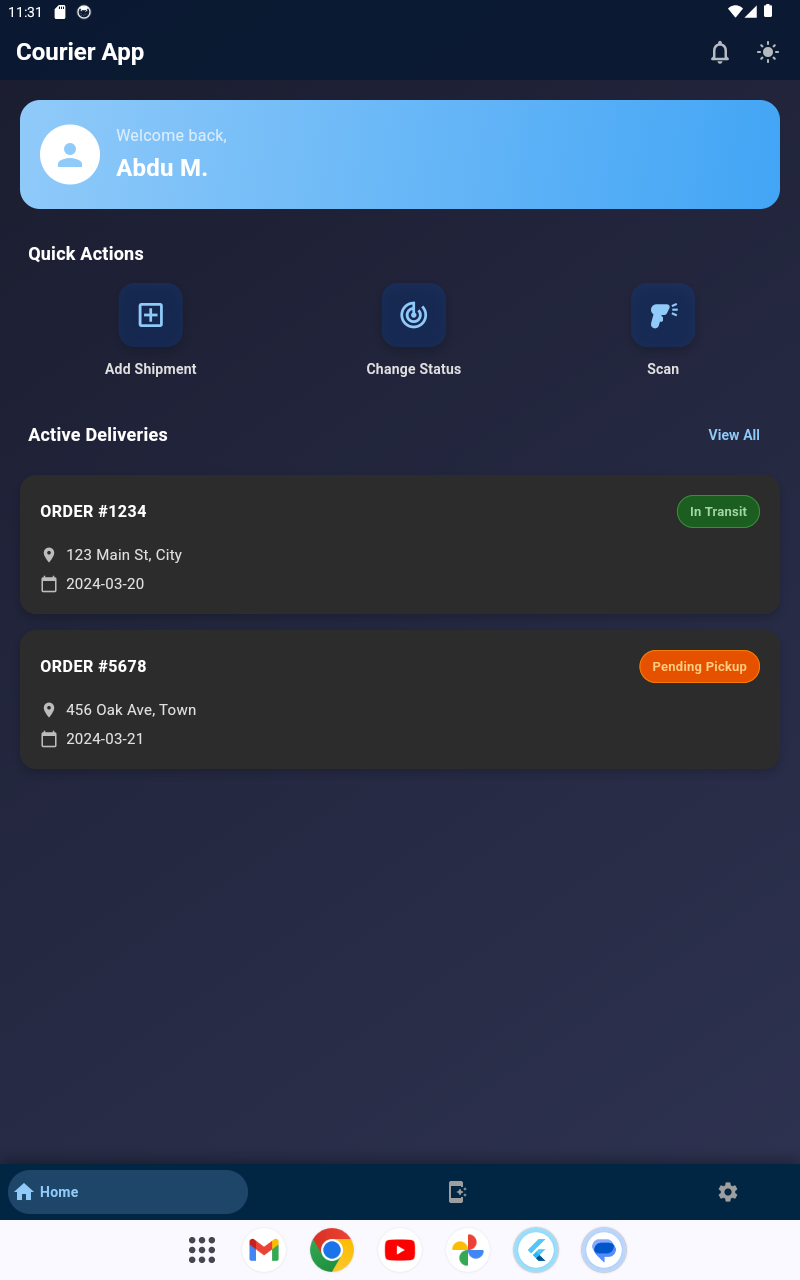 11:31
Courier App
Welcome back,
Abdu M.
Quick Actions
Add Shipment
Change Status
Scan
Active Deliveries
View All
ORDER #1234
In Transit
123 Main St, City
2024-03-20
ORDER #5678
Pending Pickup
456 Oak Ave, Town
2024-03-21
Home